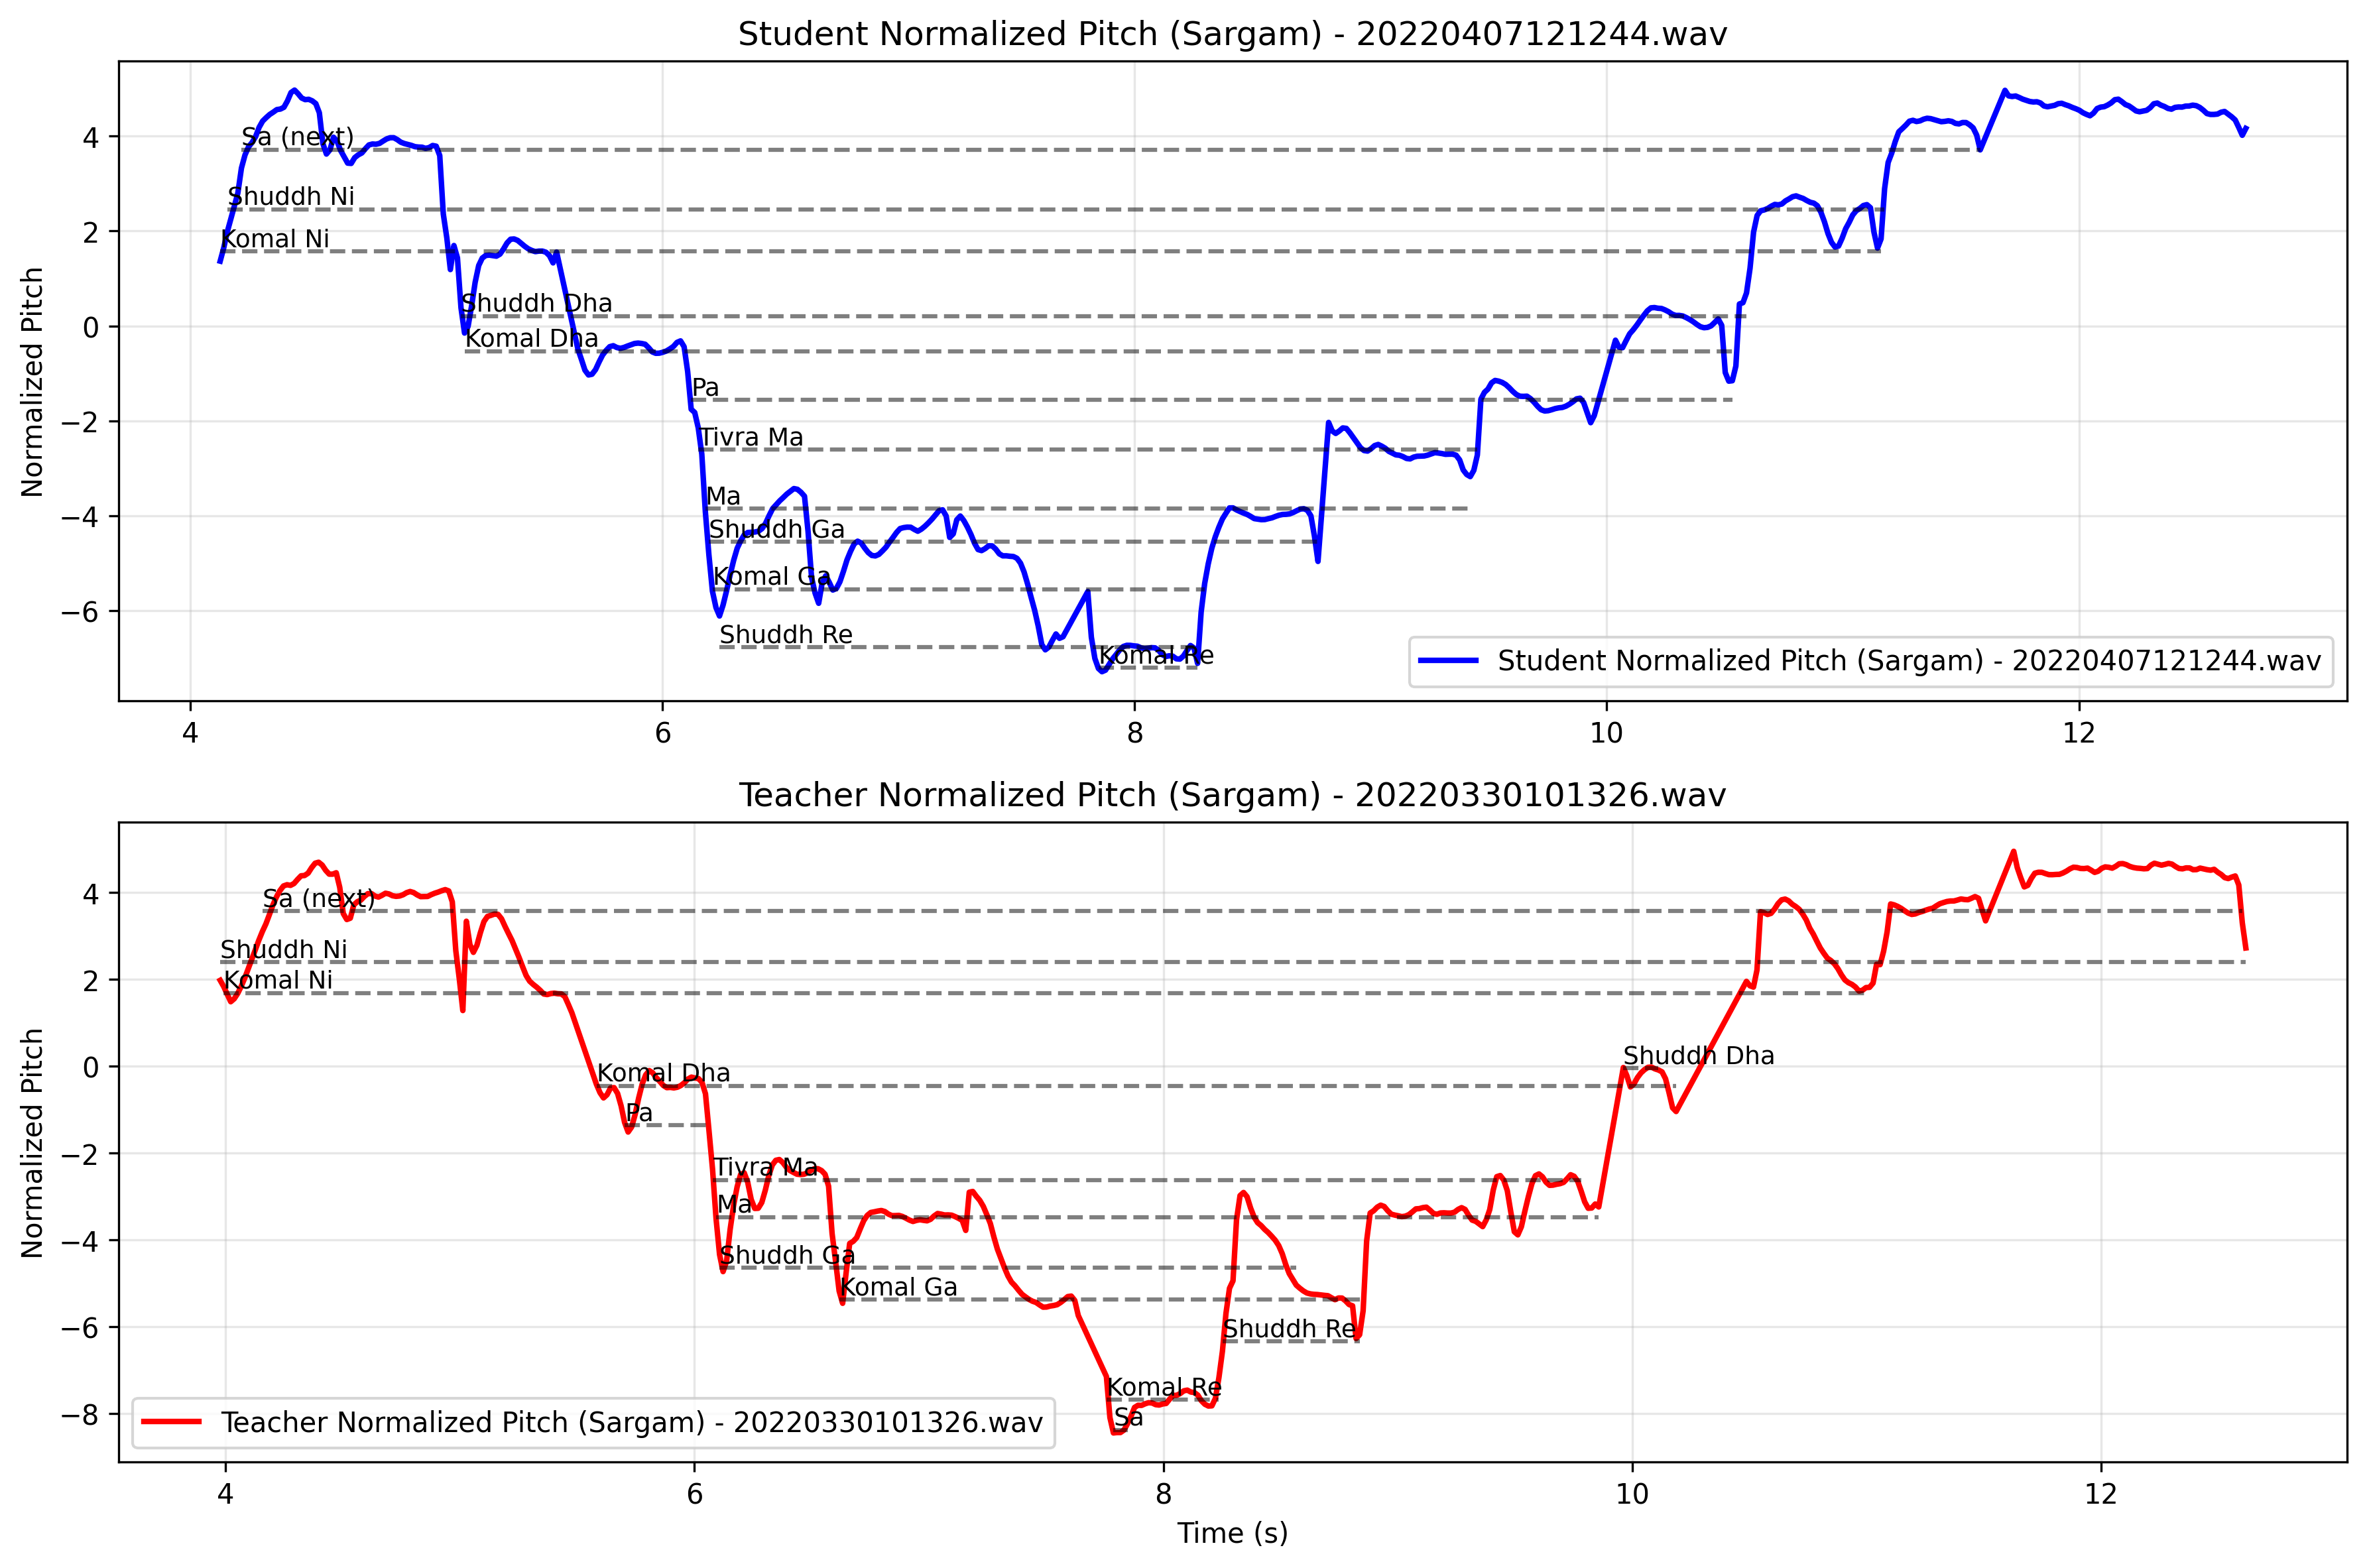 Student Normalized Pitch (Sargam) - 20220407121244.wav
Normalized Pitch
4
2
0
−2
−4
−6
Sa (next)
Shuddh Ni
Komal Ni
Shuddh Dha
Komal Dha
Pa
Tivra Ma
Ma
Shuddh Ga
Komal Ga
Shuddh Re
Komal Re
Student Normalized Pitch (Sargam) - 20220407121244.wav
4 6 8 10 12
Teacher Normalized Pitch (Sargam) - 20220330101326.wav
Normalized Pitch
4
2
0
−2
−4
−6
−8
Sa (next)
Shuddh Ni
Komal Ni
Shuddh Dha
Komal Dha
Pa
Tivra Ma
Ma
Shuddh Ga
Komal Ga
Shuddh Re
Komal Re
Sa
Teacher Normalized Pitch (Sargam) - 20220330101326.wav
4 6 8 10 12
Time (s)